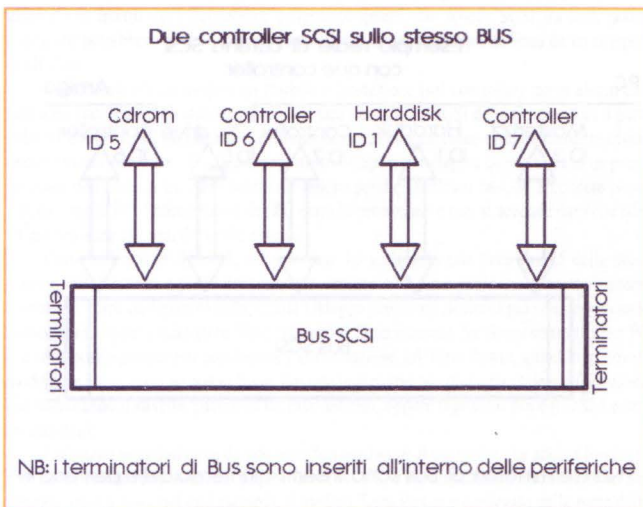 Due controller SCSI sullo stesso BUS
Cdrom Controller Harddisk Controller
ID 5 ID 6 ID 1 ID 7
Terminatori
Bus SCSI
Terminatori
NB: i terminatori di Bus sono inseriti all'interno delle periferiche